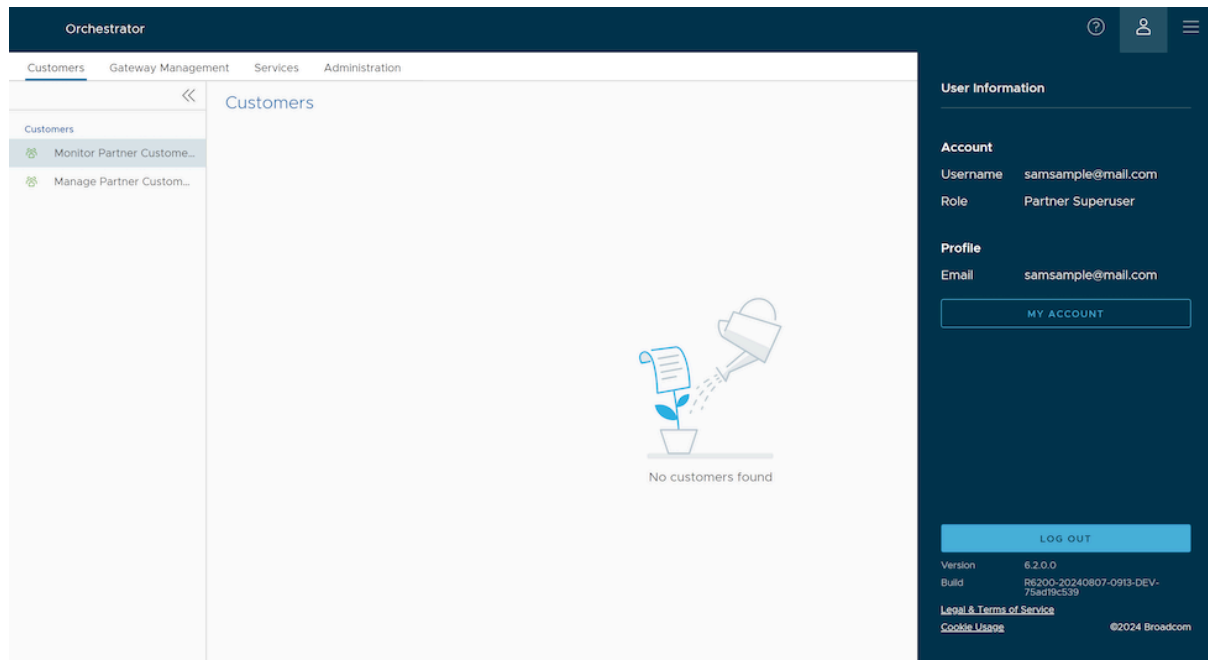 Orchestrator
Customers Gateway Management Services Administration
Customers
Monitor Partner Custome...
Manage Partner Custom...
Customers
No customers found
User Information
Account
Username samsample@mail.com
Role Partner Superuser
Profile
Email samsample@mail.com
MY ACCOUNT
LOG OUT
Version 6.2.0.0
Build R6200-20240807-0913-DEV-
75ad19c539
Legal & Terms of Service
Cookie Usage ©2024 Broadcom